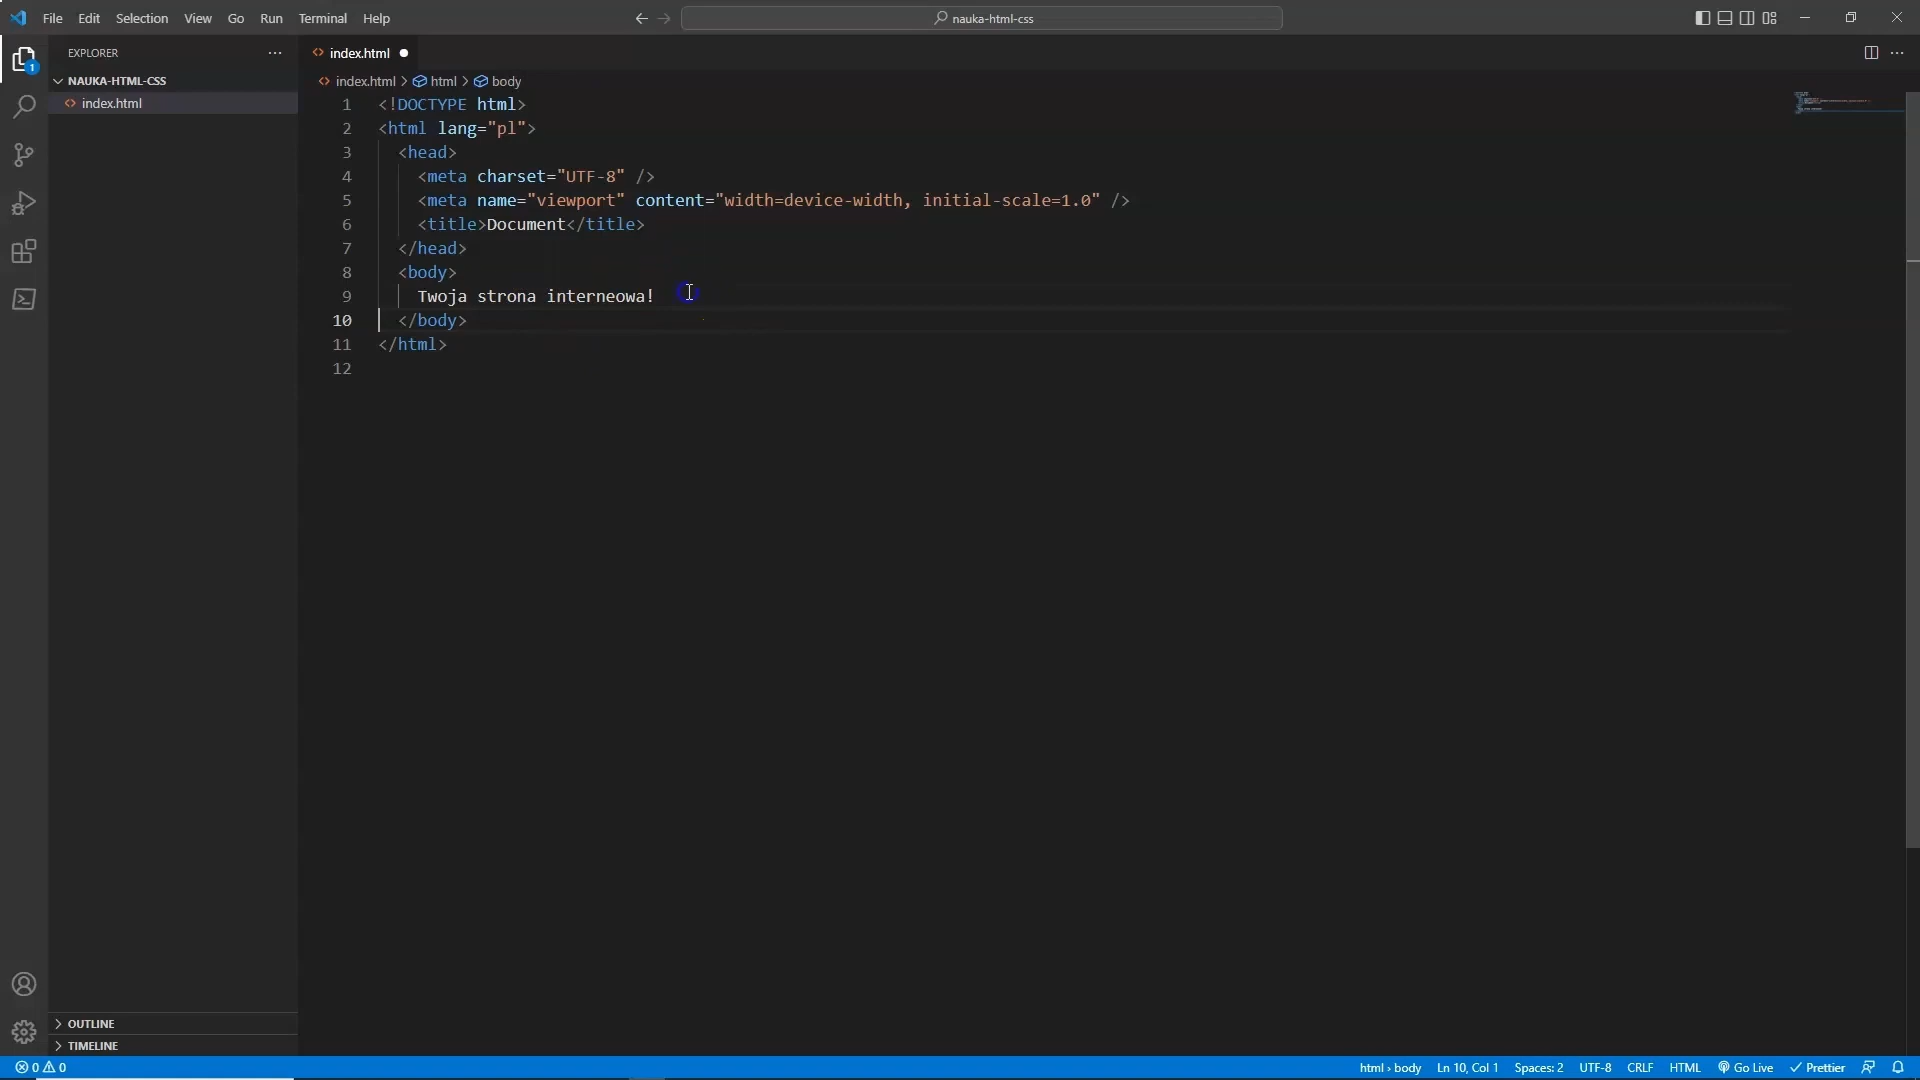 File Edit Selection View Go Run Terminal Help
nauka-html-css
EXPLORER
1
NAUKA-HTML-CSS
index.html
index.html
index.html > html > body
1 <!DOCTYPE html>
2 <html lang="pl">
3 <head>
4 <meta charset="UTF-8" />
5 <meta name="viewport" content="width=device-width, initial-scale=1.0" />
6 <title>Document</title>
7 </head>
8 <body>
9 Twoja strona interneowa!
10 </body>
11 </html>
12
OUTLINE
TIMELINE
0 0
html › body Ln 10, Col 1 Spaces: 2 UTF-8 CRLF HTML Go Live Prettier